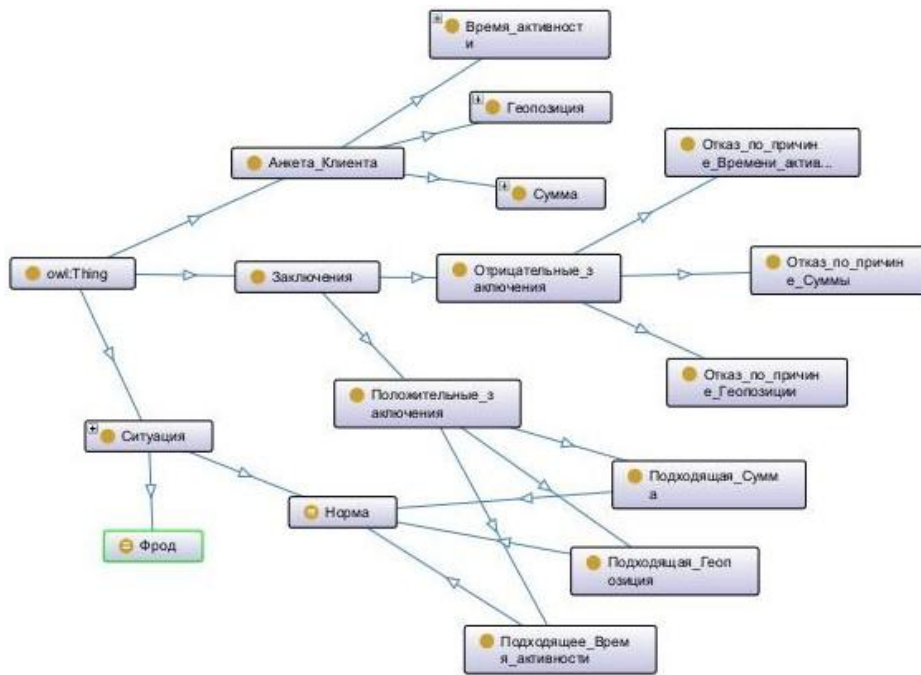 Время_активност
и
Геопозиция
Анкета_Клиента
Сумма
Отказ_по_причин
е_Времени_актив...
owl:Thing
Заключения
Отрицательные_з
аключения
Отказ_по_причин
е_Суммы
Отказ_по_причин
е_Геопозиции
Положительные_з
аключения
Ситуация
Подходящая_Сумм
а
Норма
Фрод
Подходящая_Геоп
озиция
Подходящее_Врем
я_активности